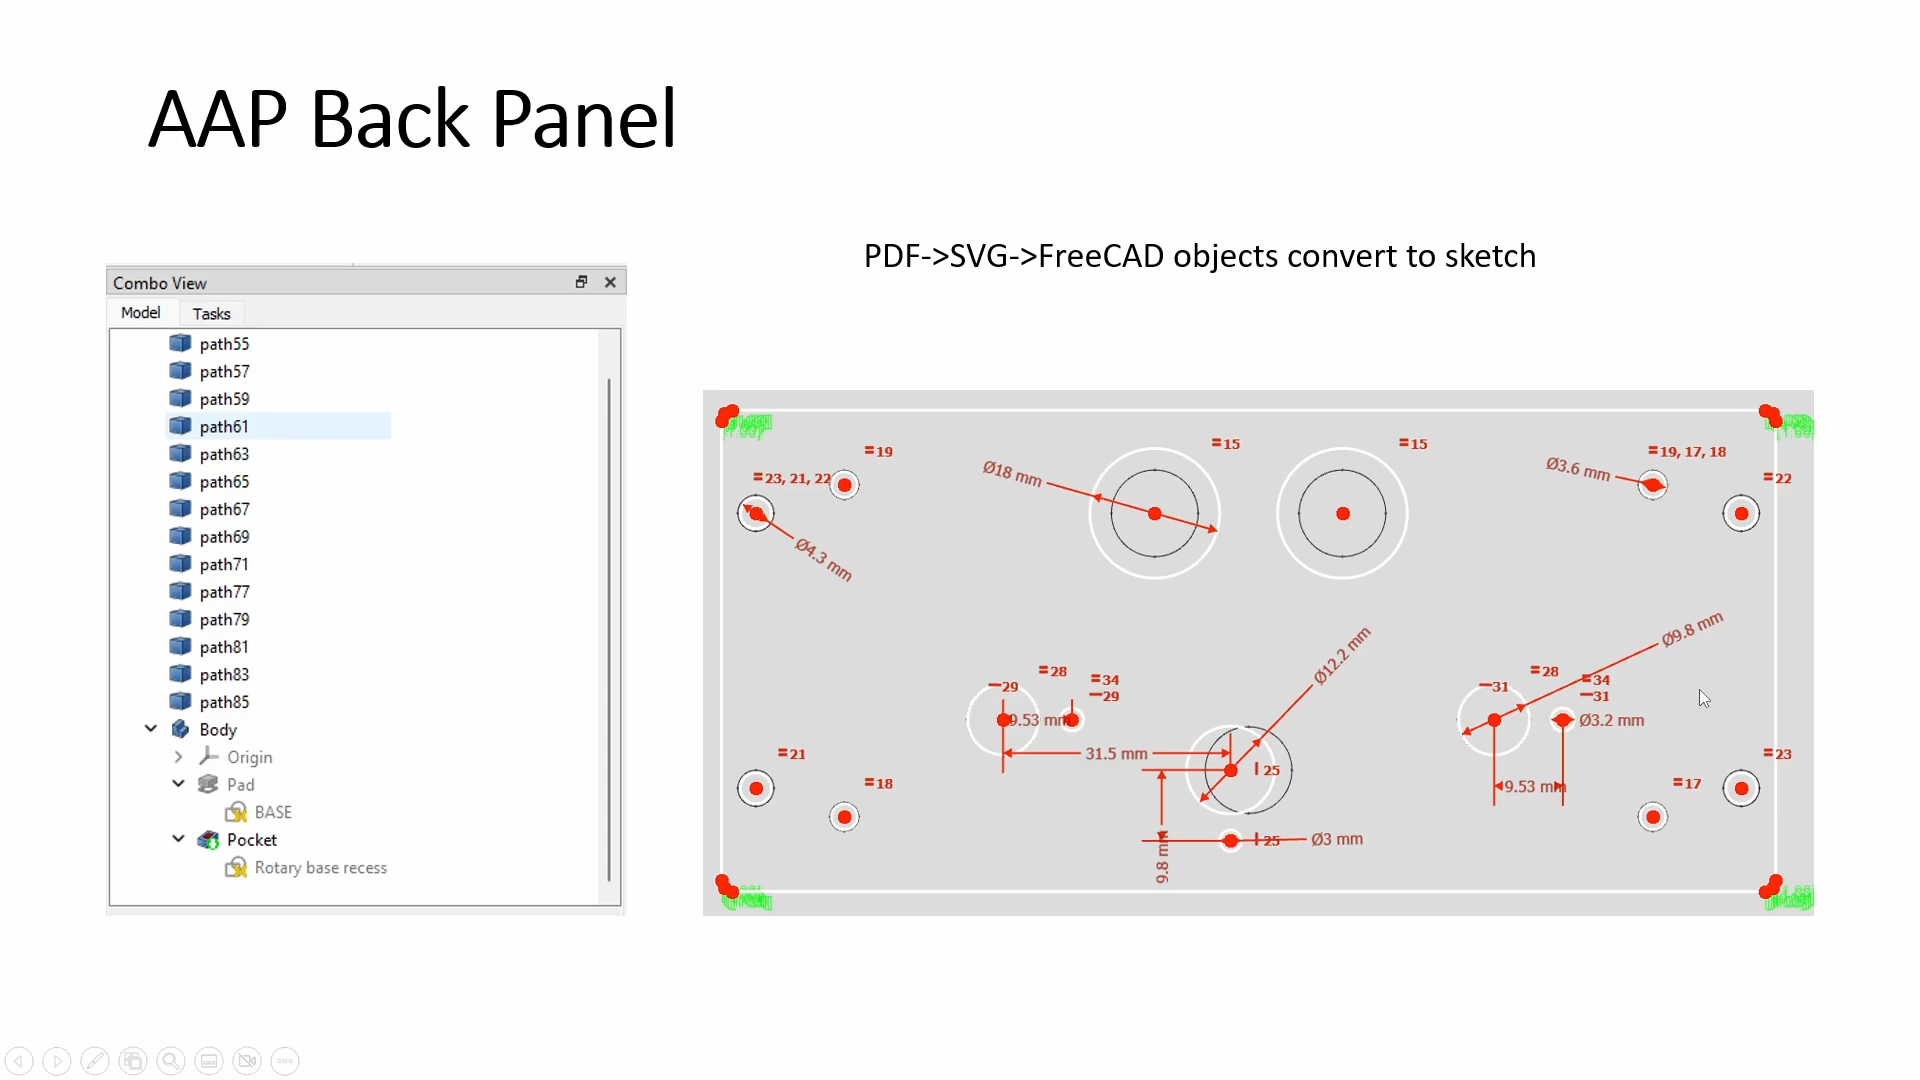 AAP Back Panel
PDF->SVG->FreeCAD objects convert to sketch
Combo View
Model Tasks
path55
path57
path59
path61
path63
path65
path67
path69
path71
path77
path79
path81
path83
path85
Body
Origin
Pad
BASE
Pocket
Rotary base recess
=15 =15
=19 =19, 17, 18
Ø18 mm Ø3.6 mm
=23, 21, 22 =22
Ø4.3 mm
Ø12.2 mm Ø9.8 mm
=28 =34 =28 =34
−29 −29 −31 −31
9.53 mm Ø3.2 mm
=21 31.5 mm =23
25
=18 9.53 mm =17
25 Ø3 mm
9.8 mm